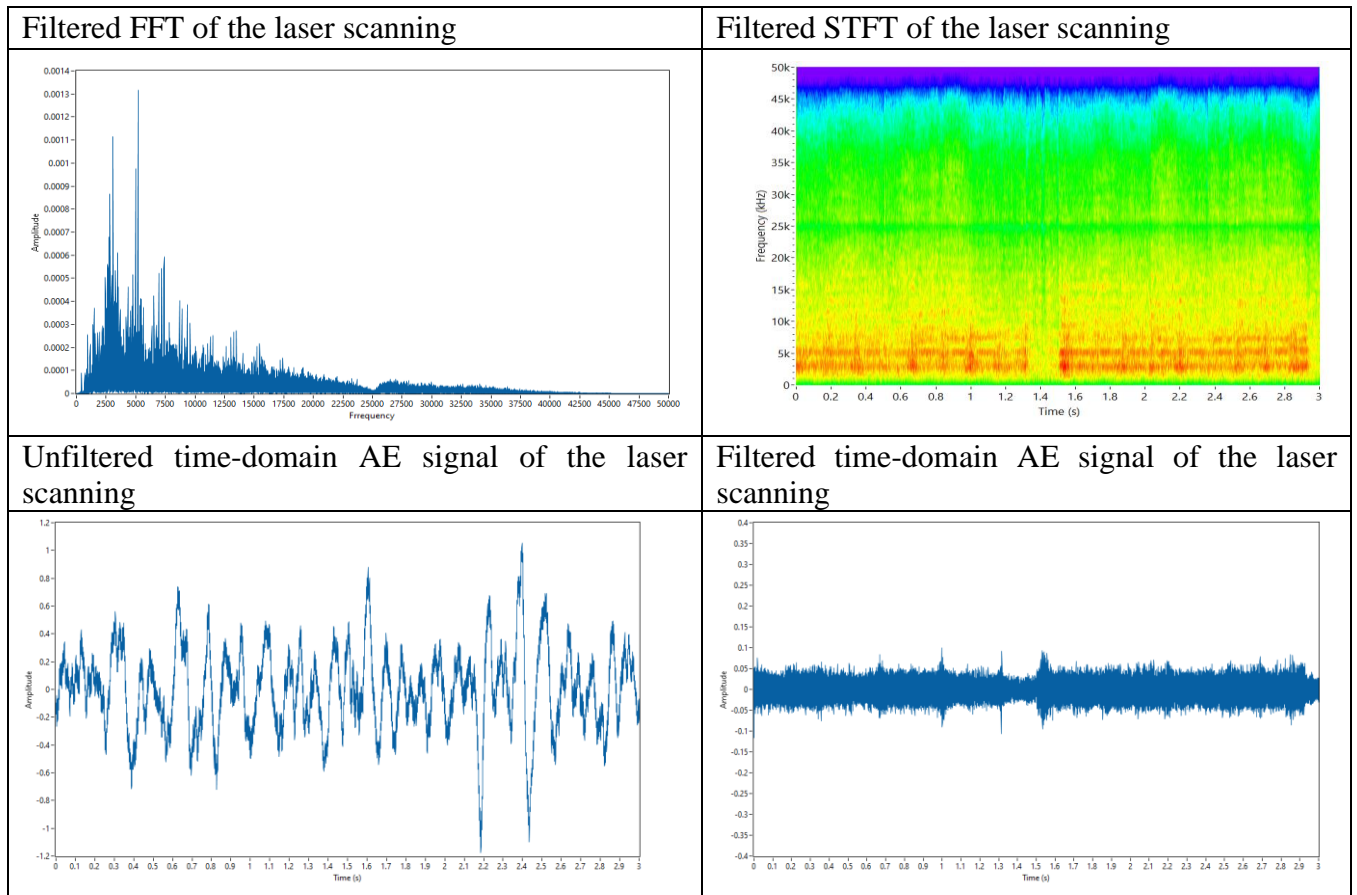 Filtered FFT of the laser scanning
Filtered STFT of the laser scanning
0.0014
0.0013
0.0012
0.0011
0.001
0.0009
0.0008
0.0007
0.0006
0.0005
0.0004
0.0003
0.0002
0.0001
0
Amplitude
0 2500 5000 7500 10000 12500 15000 17500 20000 22500 25000 27500 30000 32500 35000 37500 40000 42500 45000 47500 50000
Frrequency
50k
45k
40k
35k
30k
25k
20k
15k
10k
5k
0
Frequency (kHz)
0 0.2 0.4 0.6 0.8 1 1.2 1.4 1.6 1.8 2 2.2 2.4 2.6 2.8 3
Time (s)
Unfiltered time-domain AE signal of the laser
scanning
Filtered time-domain AE signal of the laser
scanning
1.2
1
0.8
0.6
0.4
0.2
0
-0.2
-0.4
-0.6
-0.8
-1
-1.2
Amplitude
0 0.1 0.2 0.3 0.4 0.5 0.6 0.7 0.8 0.9 1 1.1 1.2 1.3 1.4 1.5 1.6 1.7 1.8 1.9 2 2.1 2.2 2.3 2.4 2.5 2.6 2.7 2.8 2.9 3
Time (s)
0.4
0.35
0.3
0.25
0.2
0.15
0.1
0.05
0
-0.05
-0.1
-0.15
-0.2
-0.25
-0.3
-0.35
-0.4
Amplitude
0 0.1 0.2 0.3 0.4 0.5 0.6 0.7 0.8 0.9 1 1.1 1.2 1.3 1.4 1.5 1.6 1.7 1.8 1.9 2 2.1 2.2 2.3 2.4 2.5 2.6 2.7 2.8 2.9 3
Time (s)